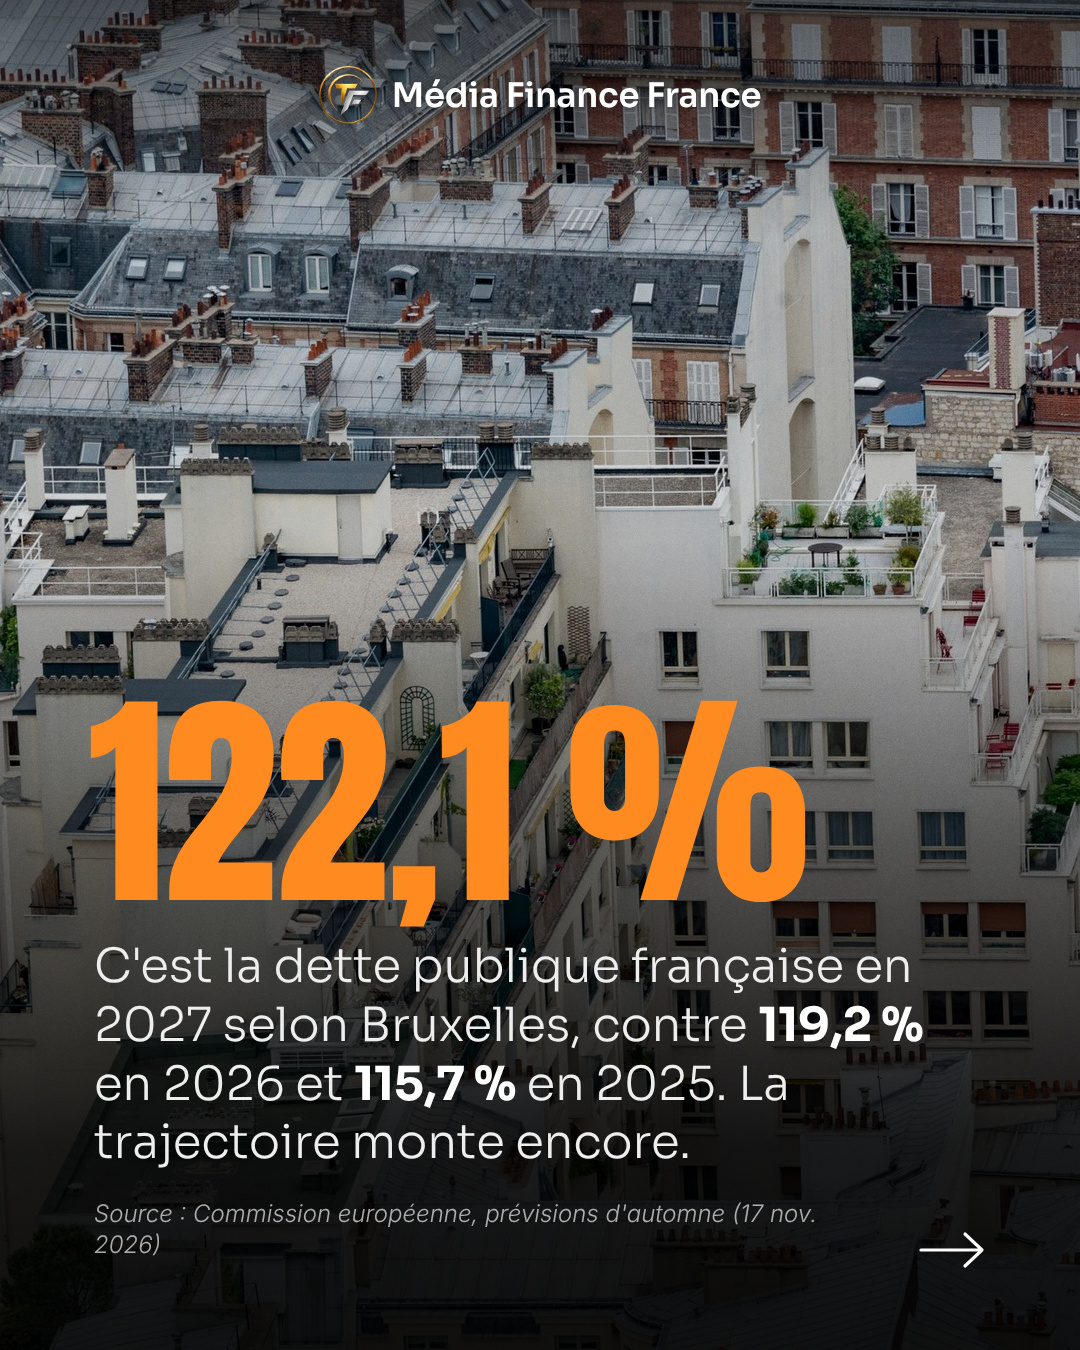 TF Média Finance France
122,1 %
C'est la dette publique française en
2027 selon Bruxelles, contre 119,2 %
en 2026 et 115,7 % en 2025. La
trajectoire monte encore.
Source : Commission européenne, prévisions d'automne (17 nov.
2026)